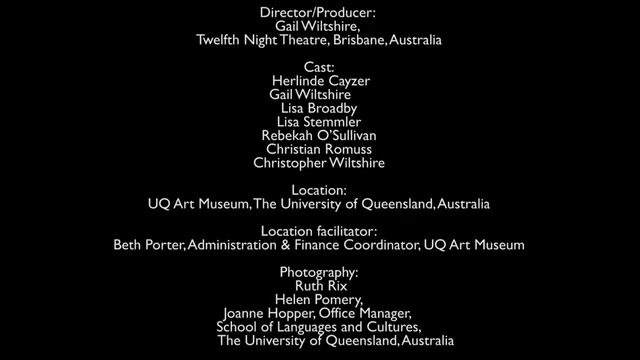 Director/Producer:
Gail Wiltshire,
Twelfth Night Theatre, Brisbane, Australia
Cast:
Herlinde Cayzer
Gail Wiltshire
Lisa Broadby
Lisa Stemmler
Rebekah O'Sullivan
Christian Romuss
Christopher Wiltshire
Location:
UQ Art Museum, The University of Queensland, Australia
Location facilitator:
Beth Porter, Administration & Finance Coordinator, UQ Art Museum
Photography:
Ruth Rix
Helen Pomery,
Joanne Hopper, Office Manager,
School of Languages and Cultures,
The University of Queensland, Australia